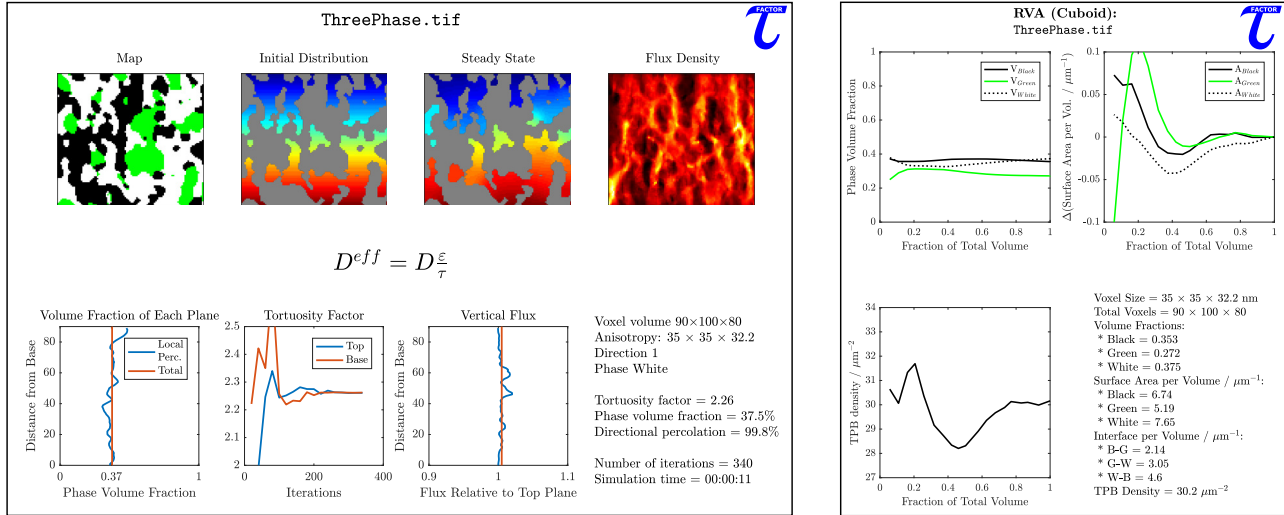 ThreePhase.tif
τ FACTOR
Map
Initial Distribution
Steady State
Flux Density
D^{eff} = D ε/τ
Volume Fraction of Each Plane
Distance from Base
80
60
40
20
0
Local
Perc.
Total
0
0.37
1
Phase Volume Fraction
Tortuosity Factor
2.5
2.4
2.3
2.2
2.1
2
Top
Base
0
200
400
Iterations
Vertical Flux
Distance from Base
80
60
40
20
0
0.9
1
1.1
Flux Relative to Top Plane
Voxel volume 90×100×80
Anisotropy: 35 × 35 × 32.2
Direction 1
Phase White
Tortuosity factor = 2.26
Phase volume fraction = 37.5%
Directional percolation = 99.8%
Number of iterations = 340
Simulation time = 00:00:11
RVA (Cuboid):
ThreePhase.tif
τ FACTOR
Phase Volume Fraction
1
0.8
0.6
0.4
0.2
0
V_{Black}
V_{Green}
V_{White}
0
0.2
0.4
0.6
0.8
1
Fraction of Total Volume
Δ(Surface Area per Vol. / μm⁻¹)
0.1
0.05
0
-0.05
-0.1
A_{Black}
A_{Green}
A_{White}
0
0.2
0.4
0.6
0.8
1
Fraction of Total Volume
TPB density / μm⁻²
34
33
32
31
30
29
28
27
0
0.2
0.4
0.6
0.8
1
Fraction of Total Volume
Voxel Size = 35 × 35 × 32.2 nm
Total Voxels = 90 × 100 × 80
Volume Fractions:
* Black = 0.353
* Green = 0.272
* White = 0.375
Surface Area per Volume / μm⁻¹:
* Black = 6.74
* Green = 5.19
* White = 7.65
Interface per Volume / μm⁻¹:
* B-G = 2.14
* G-W = 3.05
* W-B = 4.6
TPB Density = 30.2 μm⁻²